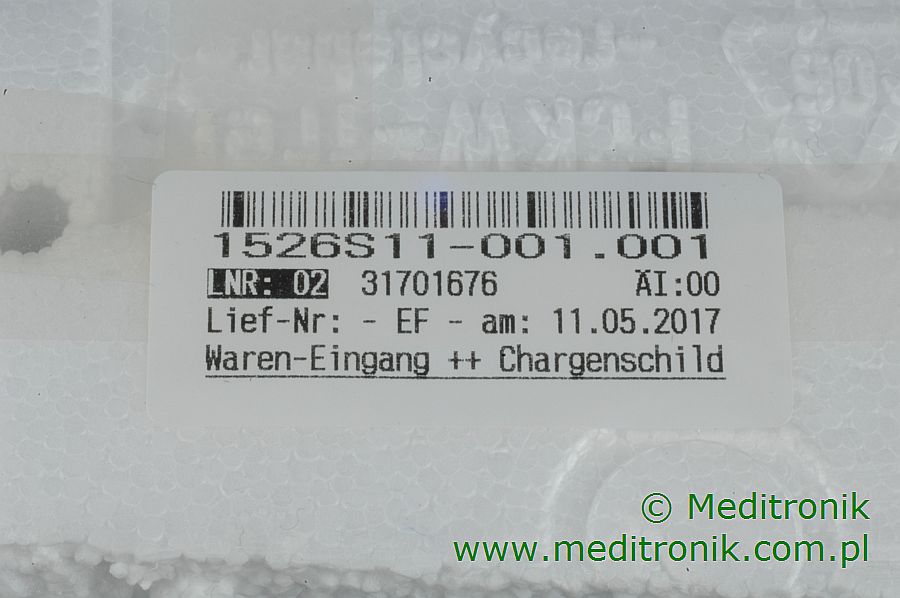 1526S11-001.001
LNR: 02 31701676 ÄI:00
Lief-Nr: - EF - am: 11.05.2017
Waren-Eingang ++ Chargenschild
© Meditronik
www.meditronik.com.pl